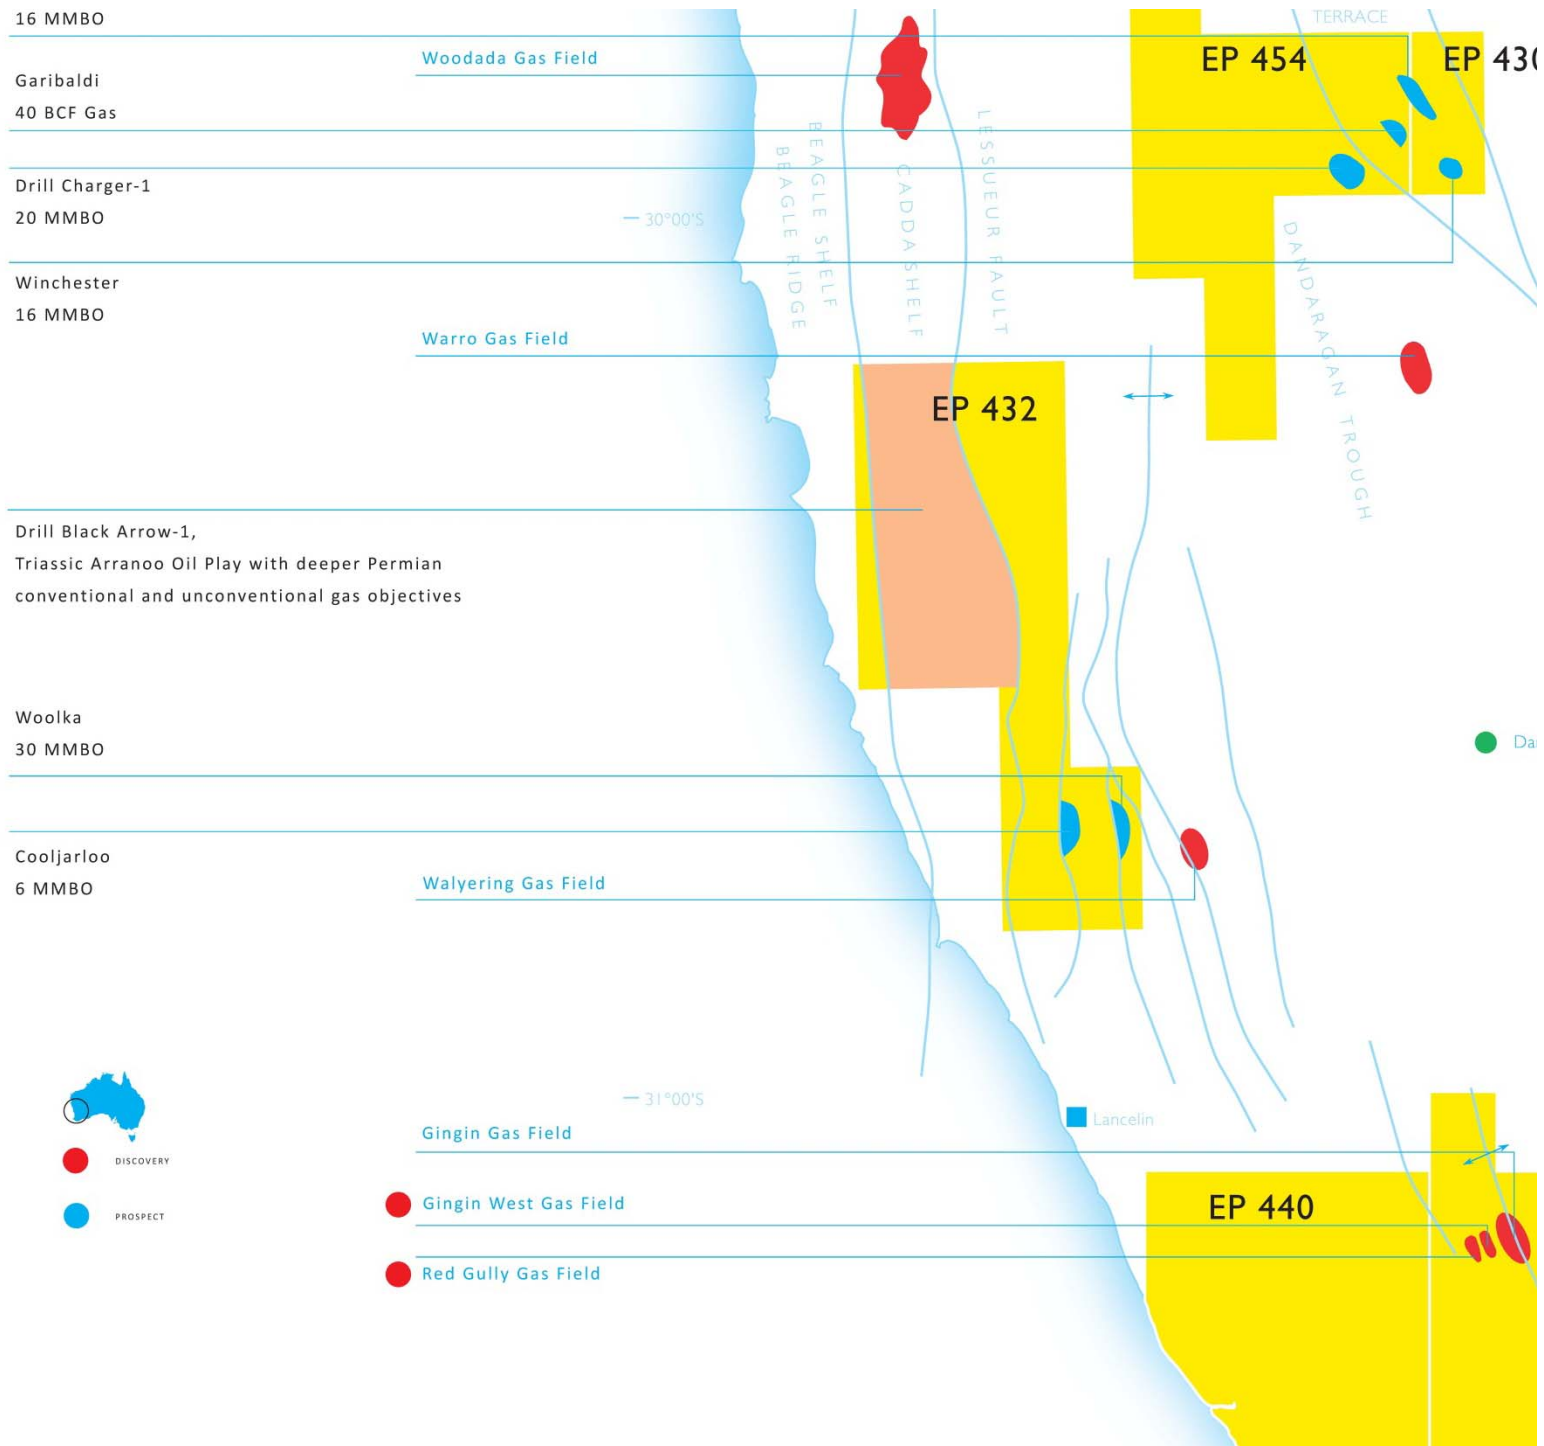 16 MMBO
TERRACE
Woodada Gas Field
EP 454
EP 430
Garibaldi
40 BCF Gas
BEAGLE RIDGE
BEAGLE SHELF
CADDA SHELF
LESSUEUR FAULT
Drill Charger-1
20 MMBO
30°00'S
DANDARAGAN TROUGH
Winchester
16 MMBO
Warro Gas Field
EP 432
Drill Black Arrow-1,
Triassic Arranoo Oil Play with deeper Permian
conventional and unconventional gas objectives
Woolka
30 MMBO
Da
Cooljarloo
6 MMBO
Walyering Gas Field
31°00'S
Lancelin
Gingin Gas Field
DISCOVERY
Gingin West Gas Field
EP 440
PROSPECT
Red Gully Gas Field